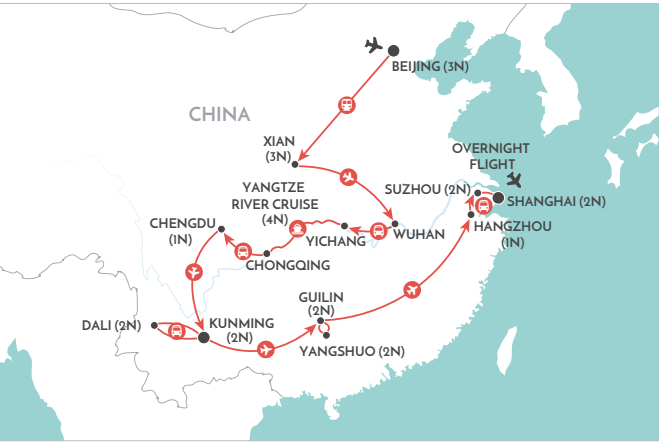 BEIJING (3N)
CHINA
XIAN
(3N)
OVERNIGHT
FLIGHT
YANGTZE
RIVER CRUISE
(4N)
SUZHOU (2N)
SHANGHAI (2N)
CHENGDU
(1N)
YICHANG
WUHAN
HANGZHOU
(1N)
CHONGQING
GUILIN
(2N)
DALI (2N)
KUNMING
(2N)
YANGSHUO (2N)